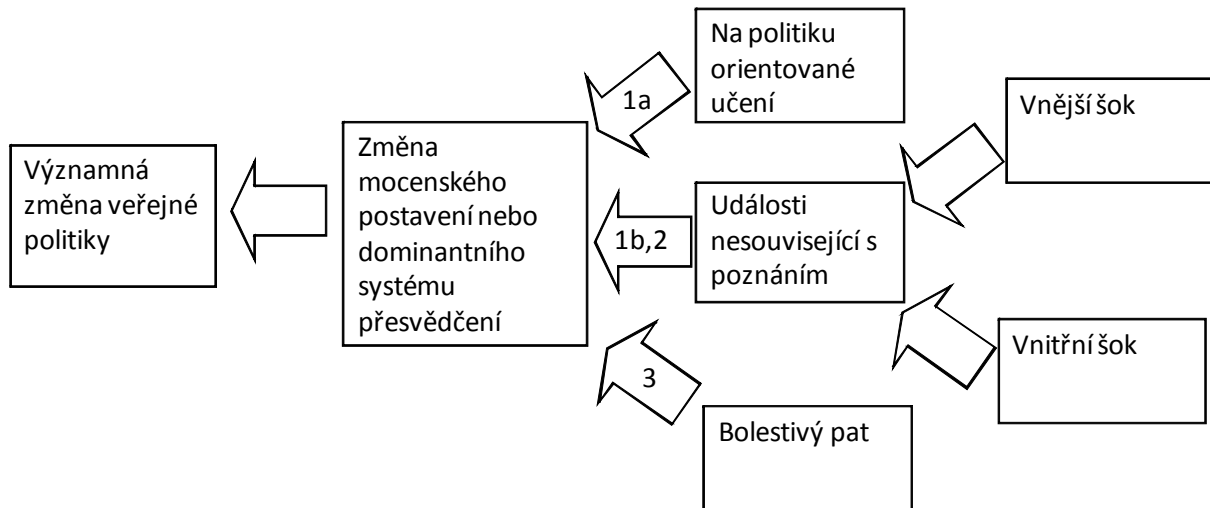 Na politiku
orientované
učení
1a
Vnější šok
Změna
mocenského
postavení nebo
dominantního
systému
přesvědčení
Významná
změna veřejné
politiky
1b,2
Události
nesouvisející s
poznáním
Vnitřní šok
3
Bolestivý pat